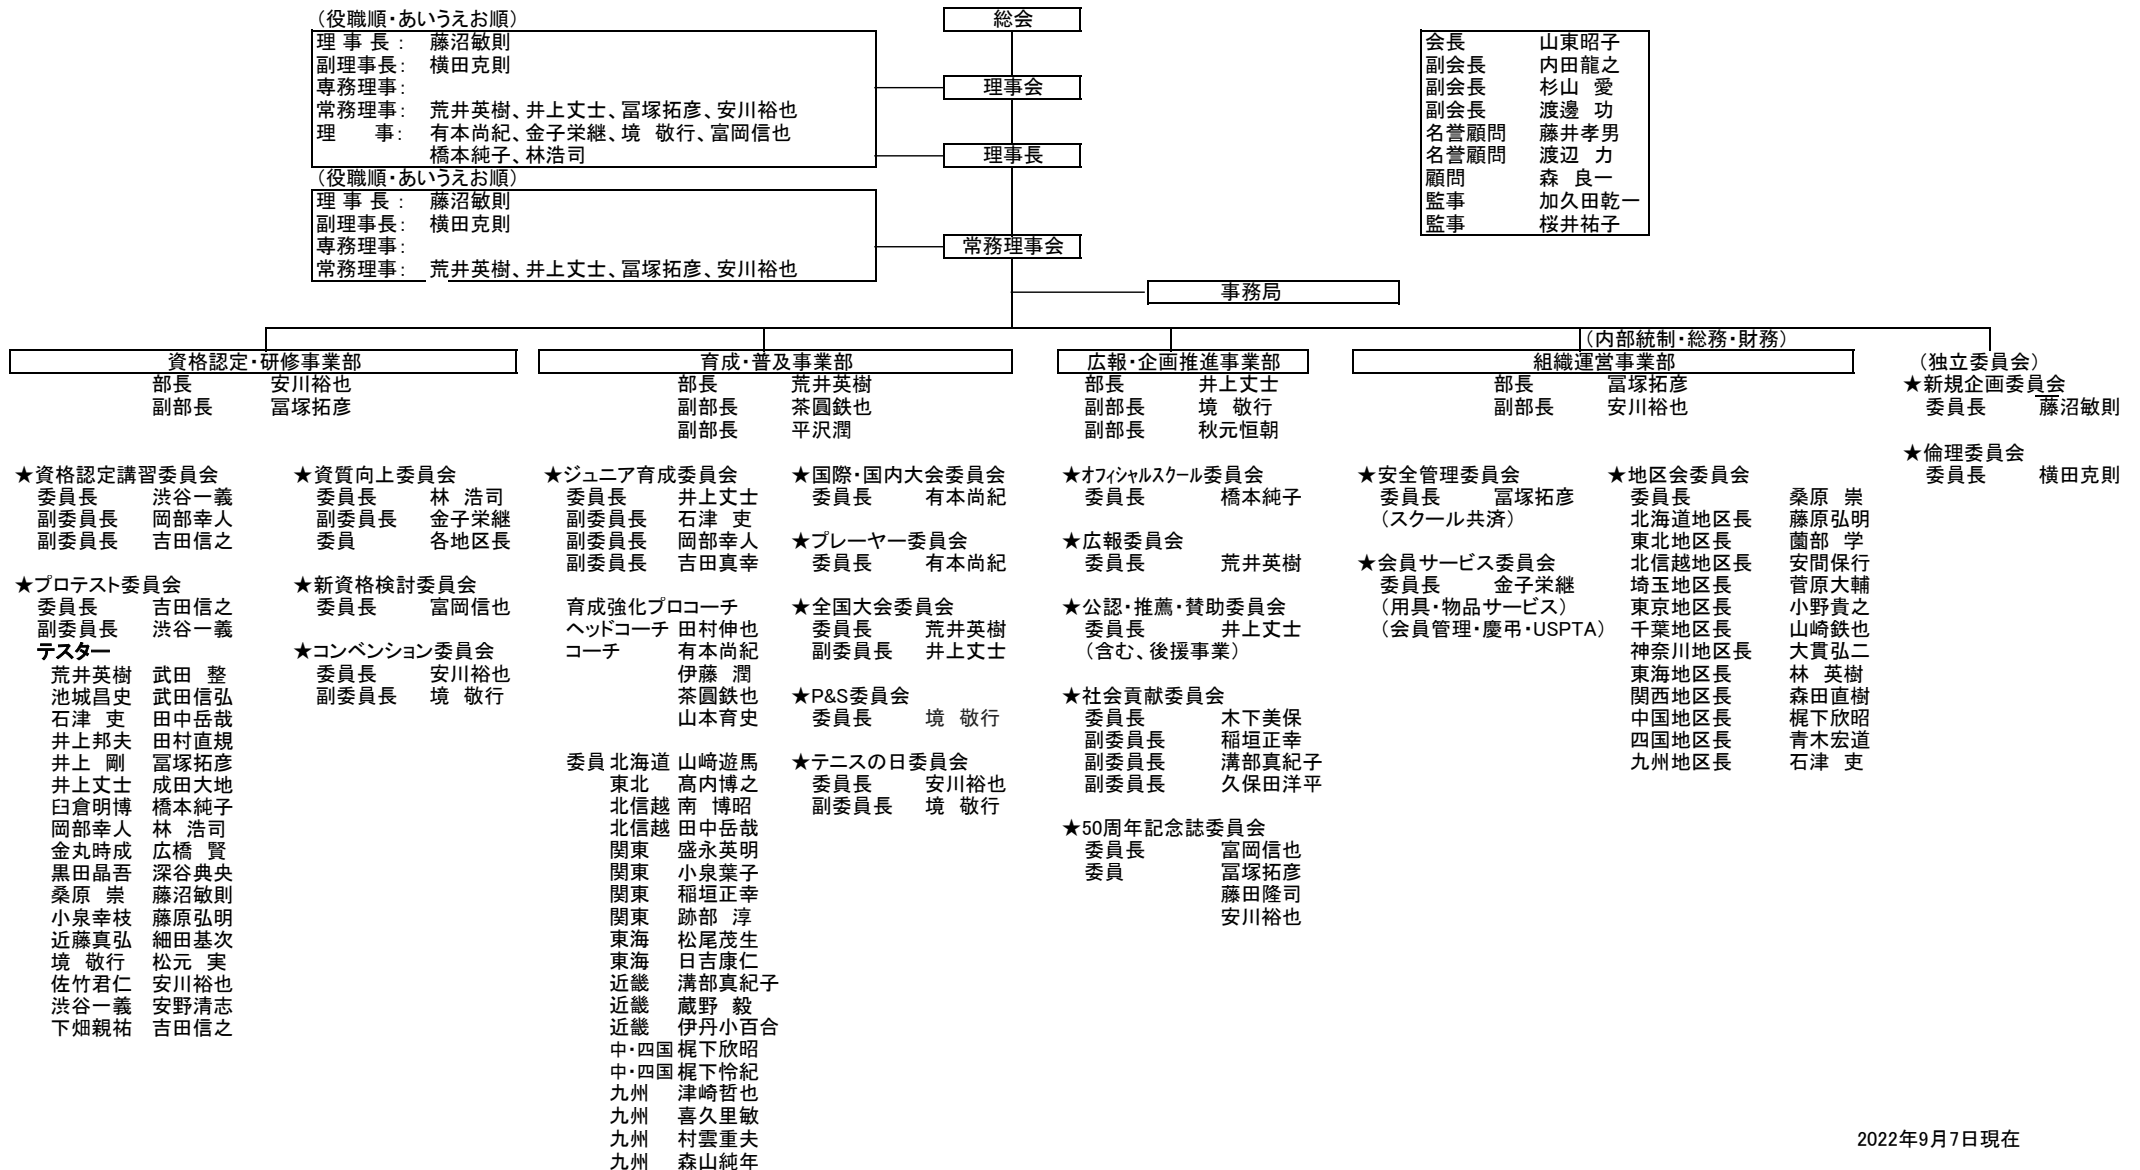 （役職順・あいうえお順）
理 事 長 ： 藤沼敏則
副理事長： 横田克則
専務理事：
常務理事： 荒井英樹、井上丈士、冨塚拓彦、安川裕也
理 事： 有本尚紀、金子栄継、境 敬行、富岡信也
橋本純子、林浩司
（役職順・あいうえお順）
理 事 長 ： 藤沼敏則
副理事長： 横田克則
専務理事：
常務理事： 荒井英樹、井上丈士、冨塚拓彦、安川裕也
総会
理事会
理事長
常務理事会
事務局
会長 山東昭子
副会長 内田龍之
副会長 杉山 愛
副会長 渡邊 功
名誉顧問 藤井孝男
名誉顧問 渡辺 力
顧問 森 良一
監事 加久田乾一
監事 桜井祐子
資格認定・研修事業部
部長 安川裕也
副部長 冨塚拓彦
★資格認定講習委員会
委員長 渋谷一義
副委員長 岡部幸人
副委員長 吉田信之
★プロテスト委員会
委員長 吉田信之
副委員長 渋谷一義
テスター
荒井英樹 武田 整
池城昌史 武田信弘
石津 吏 田中岳哉
井上邦夫 田村直規
井上 剛 冨塚拓彦
井上丈士 成田大地
臼倉明博 橋本純子
岡部幸人 林 浩司
金丸時成 広橋 賢
黒田晶吾 深谷典央
桑原 崇 藤沼敏則
小泉幸枝 藤原弘明
近藤真弘 細田基次
境 敬行 松元 実
佐竹君仁 安川裕也
渋谷一義 安野清志
下畑親祐 吉田信之
★資質向上委員会
委員長 林 浩司
副委員長 金子栄継
委員 各地区長
★新資格検討委員会
委員長 富岡信也
★コンベンション委員会
委員長 安川裕也
副委員長 境 敬行
育成・普及事業部
部長 荒井英樹
副部長 茶圓鉄也
副部長 平沢潤
★ジュニア育成委員会
委員長 井上丈士
副委員長 石津 吏
副委員長 岡部幸人
副委員長 吉田真幸
育成強化プロコーチ
ヘッドコーチ 田村伸也
コーチ 有本尚紀
伊藤 潤
茶圓鉄也
山本育史
委員 北海道 山﨑遊馬
東北 髙内博之
北信越 南 博昭
北信越 田中岳哉
関東 盛永英明
関東 小泉葉子
関東 稲垣正幸
関東 跡部 淳
東海 松尾茂生
東海 日吉康仁
近畿 溝部真紀子
近畿 蔵野 毅
近畿 伊丹小百合
中・四国 梶下欣昭
中・四国 梶下怜紀
九州 津崎哲也
九州 喜久里敏
九州 村雲重夫
九州 森山純年
★国際・国内大会委員会
委員長 有本尚紀
★プレーヤー委員会
委員長 有本尚紀
★全国大会委員会
委員長 荒井英樹
副委員長 井上丈士
★P&S委員会
委員長 境 敬行
★テニスの日委員会
委員長 安川裕也
副委員長 境 敬行
広報・企画推進事業部
部長 井上丈士
副部長 境 敬行
副部長 秋元恒朝
★ｵﾌｨｼｬﾙｽｸｰﾙ委員会
委員長 橋本純子
★広報委員会
委員長 荒井英樹
★公認・推薦・賛助委員会
委員長 井上丈士
（含む、後援事業）
★社会貢献委員会
委員長 木下美保
副委員長 稲垣正幸
副委員長 溝部真紀子
副委員長 久保田洋平
★50周年記念誌委員会
委員長 富岡信也
委員 冨塚拓彦
藤田隆司
安川裕也
（内部統制・総務・財務）
組織運営事業部
部長 冨塚拓彦
副部長 安川裕也
★安全管理委員会
委員長 冨塚拓彦
（スクール共済）
★会員サービス委員会
委員長 金子栄継
（用具・物品サービス）
（会員管理・慶弔・USPTA）
★地区会委員会
委員長 桑原 崇
北海道地区長 藤原弘明
東北地区長 薗部 学
北信越地区長 安間保行
埼玉地区長 菅原大輔
東京地区長 小野貴之
千葉地区長 山崎鉄也
神奈川地区長 大貫弘二
東海地区長 林 英樹
関西地区長 森田直樹
中国地区長 梶下欣昭
四国地区長 青木宏道
九州地区長 石津 吏
（独立委員会）
★新規企画委員会
委員長 藤沼敏則
★倫理委員会
委員長 横田克則
2022年9月7日現在